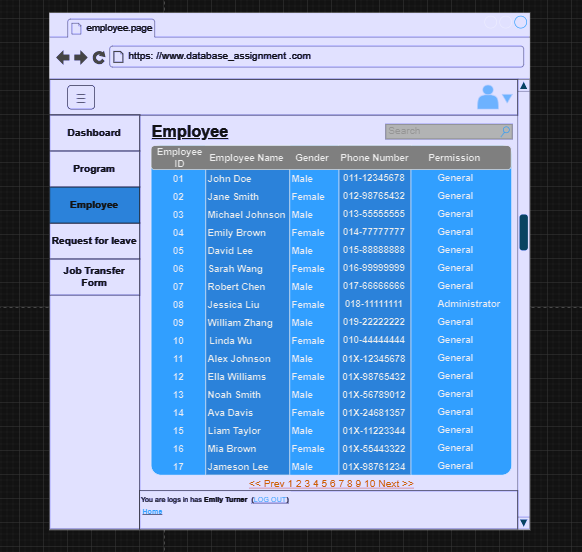 employee.page
https: //www.database_assignment .com
Dashboard
Program
Employee
Request for leave
Job Transfer
Form
Employee
Search
Employee ID Employee Name Gender Phone Number Permission
01 John Doe Male 011-12345678 General
02 Jane Smith Female 012-98765432 General
03 Michael Johnson Male 013-55555555 General
04 Emily Brown Female 014-77777777 General
05 David Lee Male 015-88888888 General
06 Sarah Wang Female 016-99999999 General
07 Robert Chen Male 017-66666666 General
08 Jessica Liu Female 018-11111111 Administrator
09 William Zhang Male 019-22222222 General
10 Linda Wu Female 010-44444444 General
11 Alex Johnson Male 01X-12345678 General
12 Ella Williams Female 01X-98765432 General
13 Noah Smith Male 01X-56789012 General
14 Ava Davis Female 01X-24681357 General
15 Liam Taylor Male 01X-11223344 General
16 Mia Brown Female 01X-55443322 General
17 Jameson Lee Male 01X-98761234 General
<< Prev 1 2 3 4 5 6 7 8 9 10 Next >>
You are logs in has Emily Turner (LOG OUT)
Home